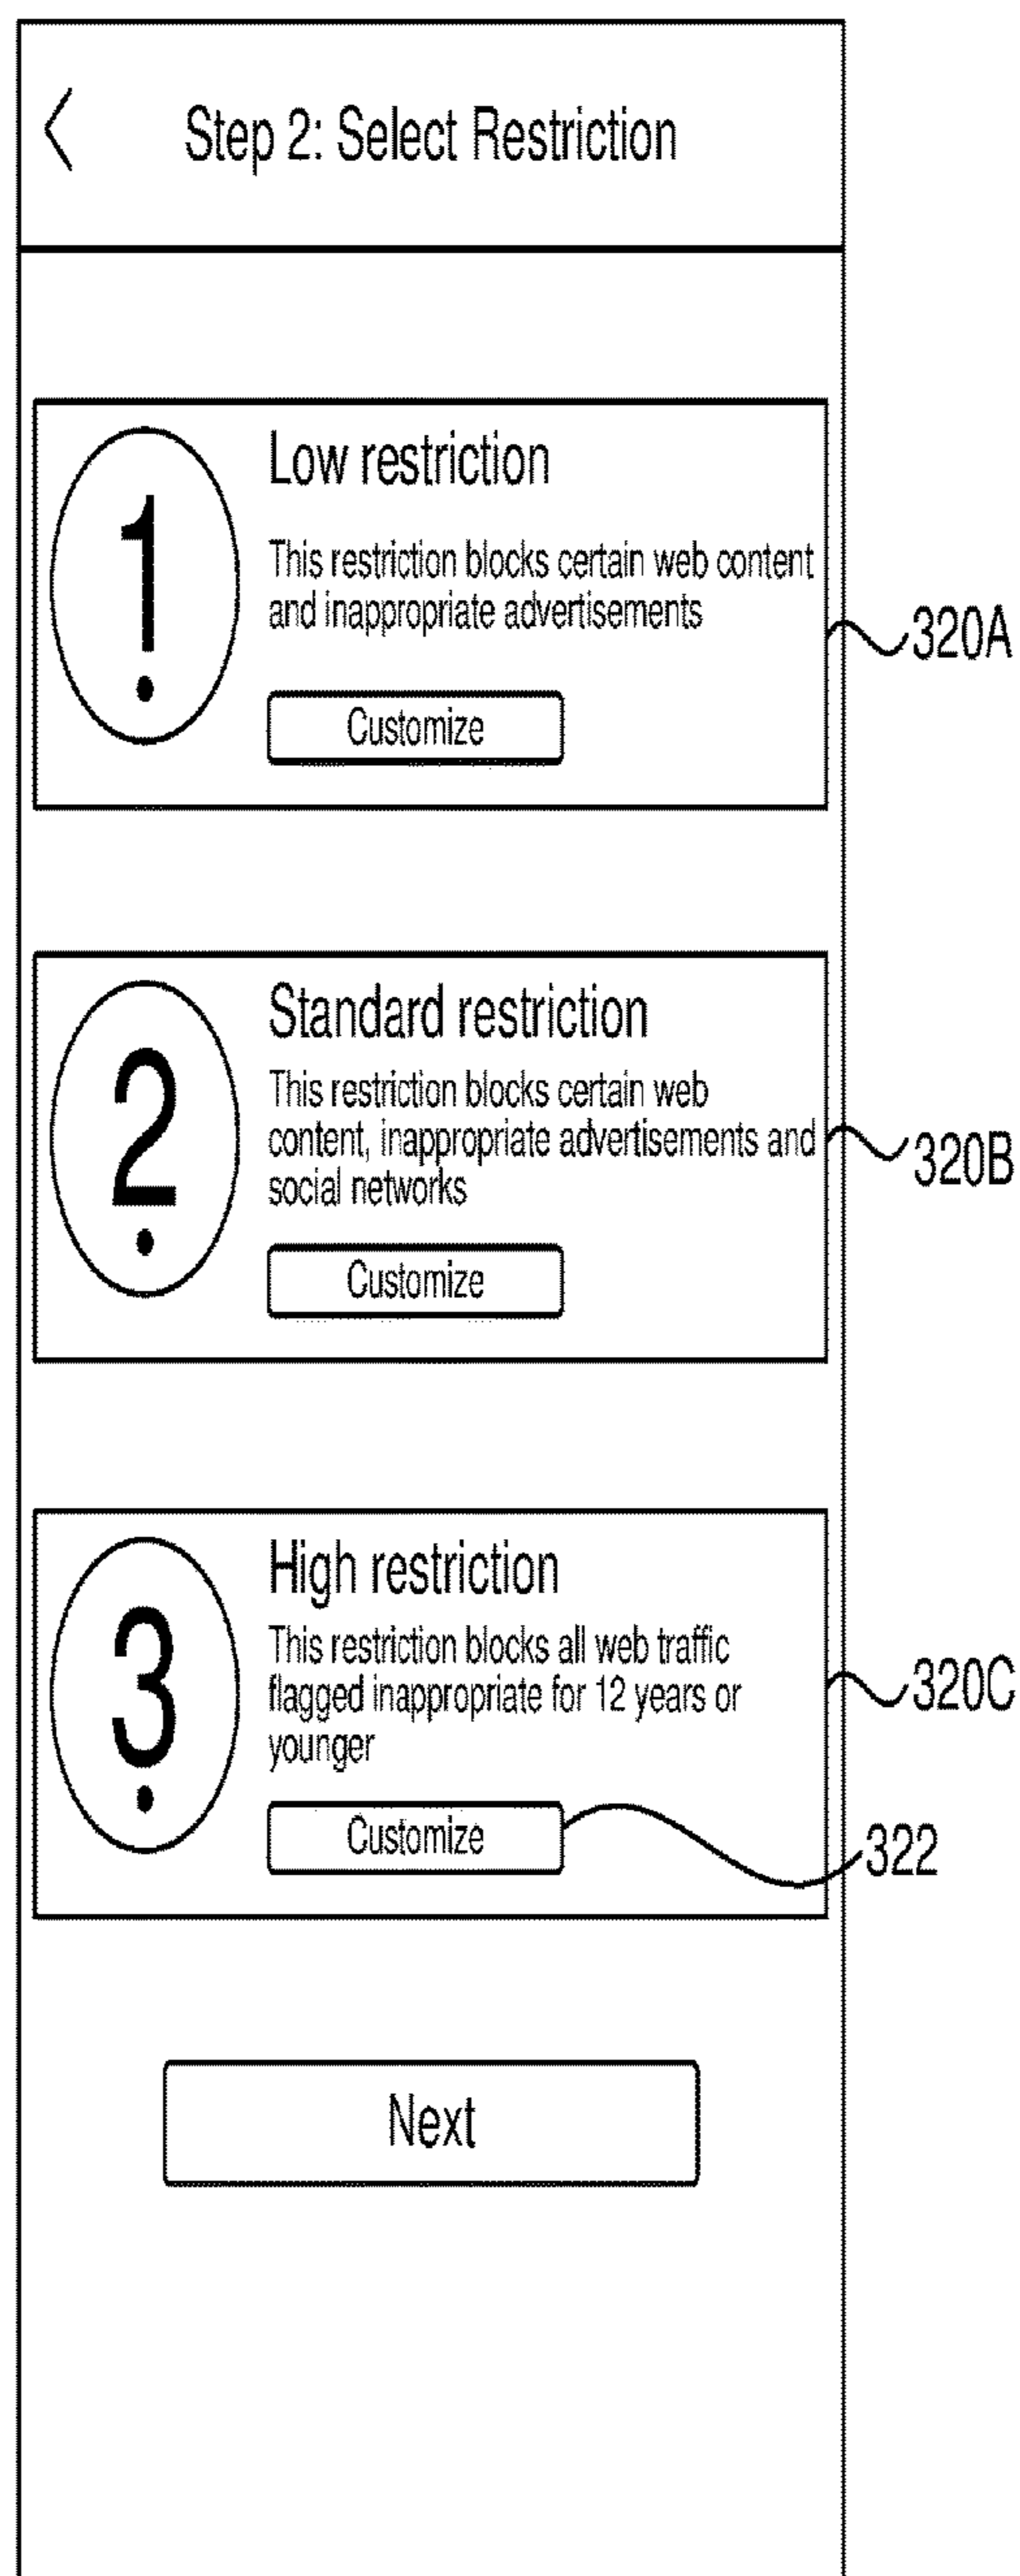 Step 2: Select Restriction
1
Low restriction
This restriction blocks certain web content
and inappropriate advertisements
Customize
320A
2
Standard restriction
This restriction blocks certain web
content, inappropriate advertisements and
social networks
Customize
320B
3
High restriction
This restriction blocks all web traffic
flagged inappropriate for 12 years or
younger
Customize
320C
322
Next